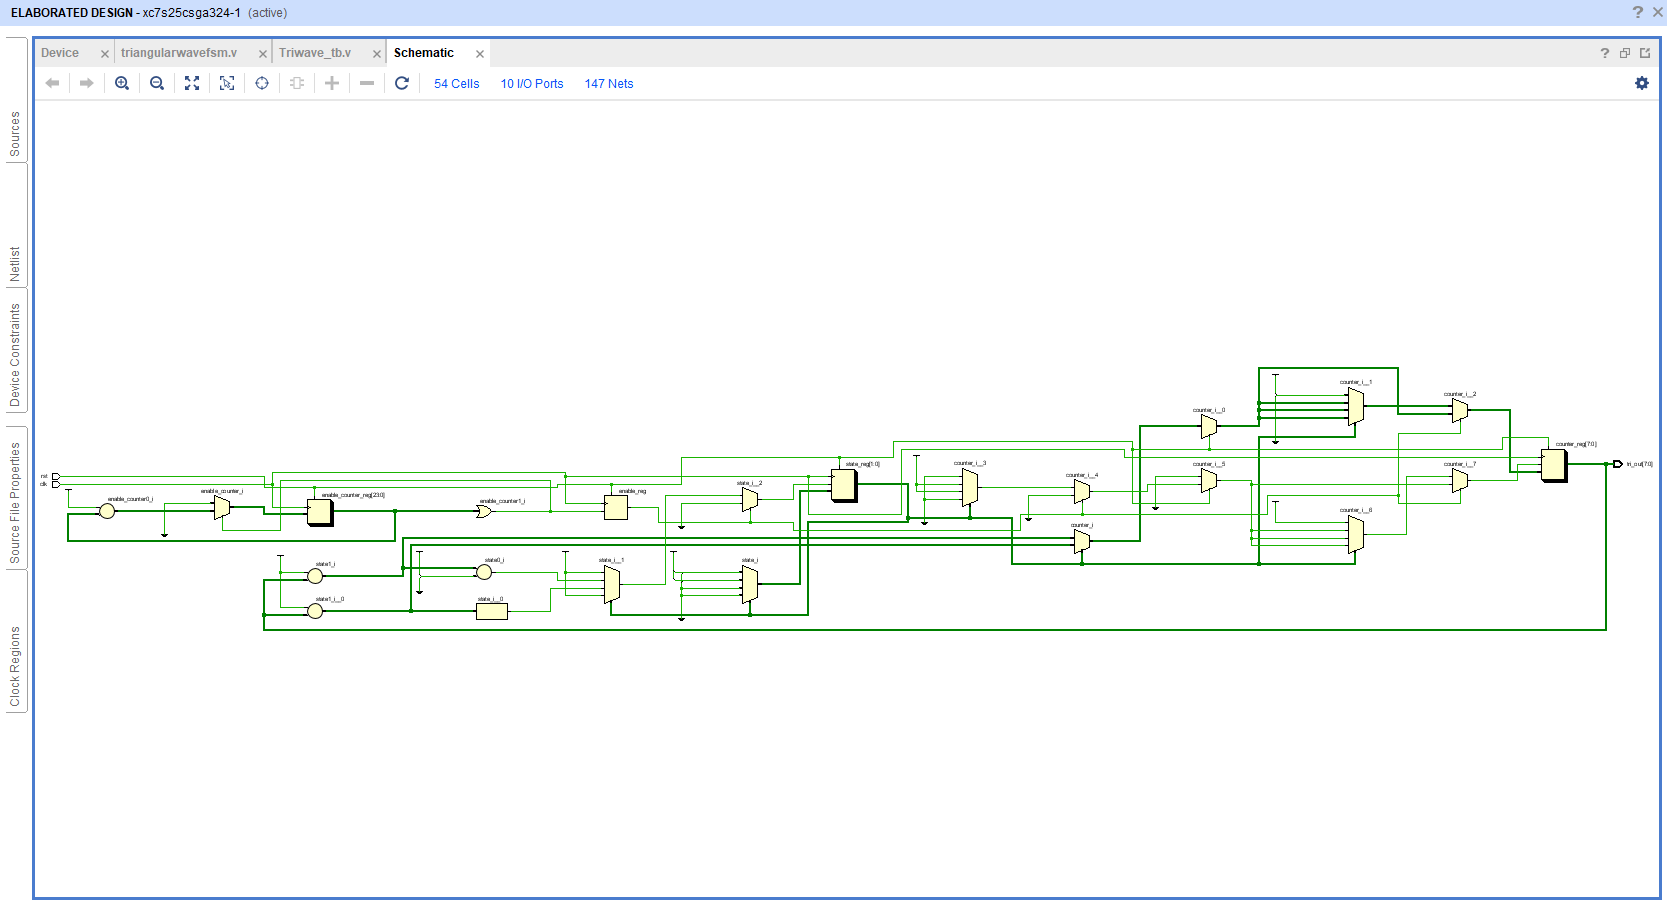 ELABORATED DESIGN - xc7s25csga324-1 (active)
Device
triangularwavefsm.v
Triwave_tb.v
Schematic
54 Cells
10 I/O Ports
147 Nets
Sources
Netlist
Device Constraints
Source File Properties
Clock Regions
counter_i__1
counter_i__2
counter_i__0
counter_reg[7:0]
tri_out[7:0]
rst
clk
state_reg[1:0]
counter_i__3
counter_i__5
counter_i__7
counter_i__4
state_i__2
enable_counter_i
enable_reg
enable_counter0_i
enable_counter_reg[23:0]
enable_counter1_i
counter_i__6
counter_i
state1_i
state0_i
state_i__1
state_i
state1_i__0
state_i__0